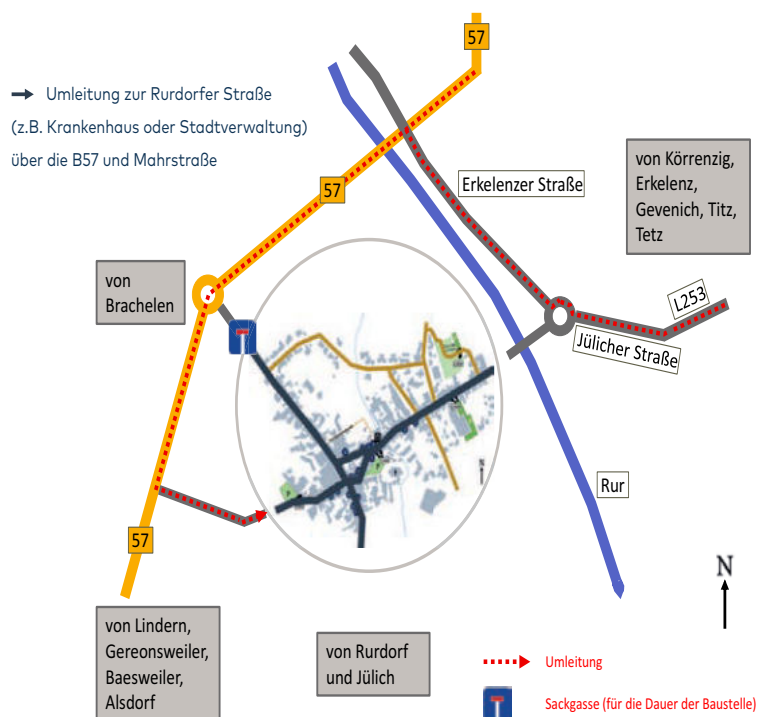 57
➞ Umleitung zur Rurdorfer Straße
(z.B. Krankenhaus oder Stadtverwaltung)
über die B57 und Mahrstraße
57
Erkelenzer Straße
von Körrenzig,
Erkelenz,
Gevenich, Titz,
Tetz
von
Brachelen
L253
Jülicher Straße
Rur
57
N
von Lindern,
Gereonsweiler,
Baesweiler,
Alsdorf
von Rurdorf
und Jülich
Umleitung
Sackgasse (für die Dauer der Baustelle)